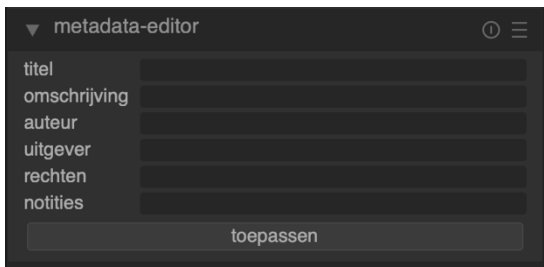 metadata-editor
titel
omschrijving
auteur
uitgever
rechten
notities
toepassen